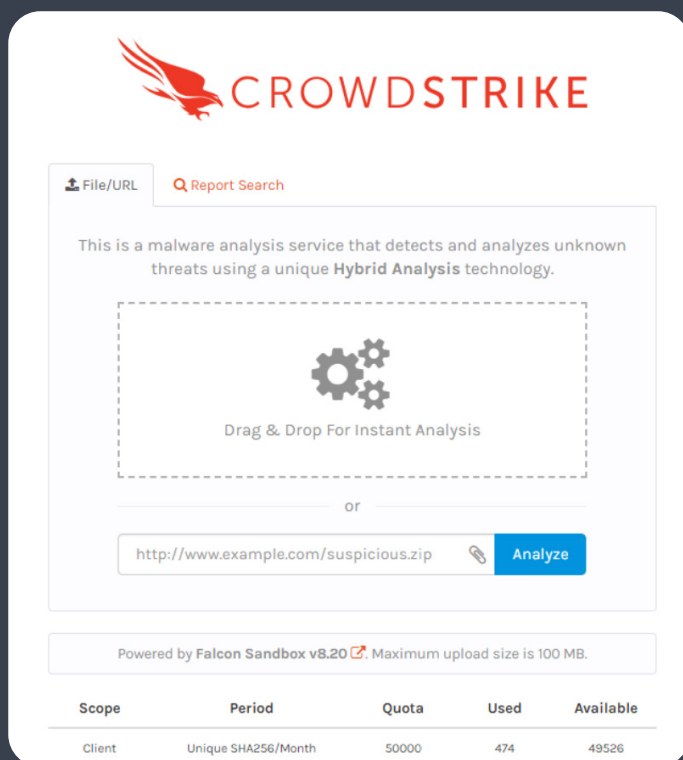 CROWDSTRIKE
File/URL Report Search
This is a malware analysis service that detects and analyzes unknown
threats using a unique Hybrid Analysis technology.
Drag & Drop For Instant Analysis
or
http://www.example.com/suspicious.zip Analyze
Powered by Falcon Sandbox v8.20 . Maximum upload size is 100 MB.
Scope Period Quota Used Available
Client Unique SHA256/Month 50000 474 49526